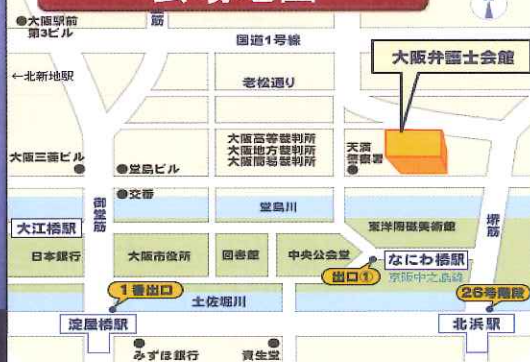 会場地図
大阪駅前
第3ビル
筋
国道1号線
大阪弁護士会館
←北新地駅
老松通り
大阪高等裁判所
大阪地方裁判所
大阪簡易裁判所
天満
警察署
大阪三菱ビル
堂島ビル
交番
御堂筋
堂島川
堺筋
大江橋駅
東洋陶磁美術館
日本銀行
大阪市役所
図書館
中央公会堂
なにわ橋駅
出口①
京阪中之島線
1番出口
土佐堀川
26号階段
淀屋橋駅
北浜駅
みずほ銀行
資生堂